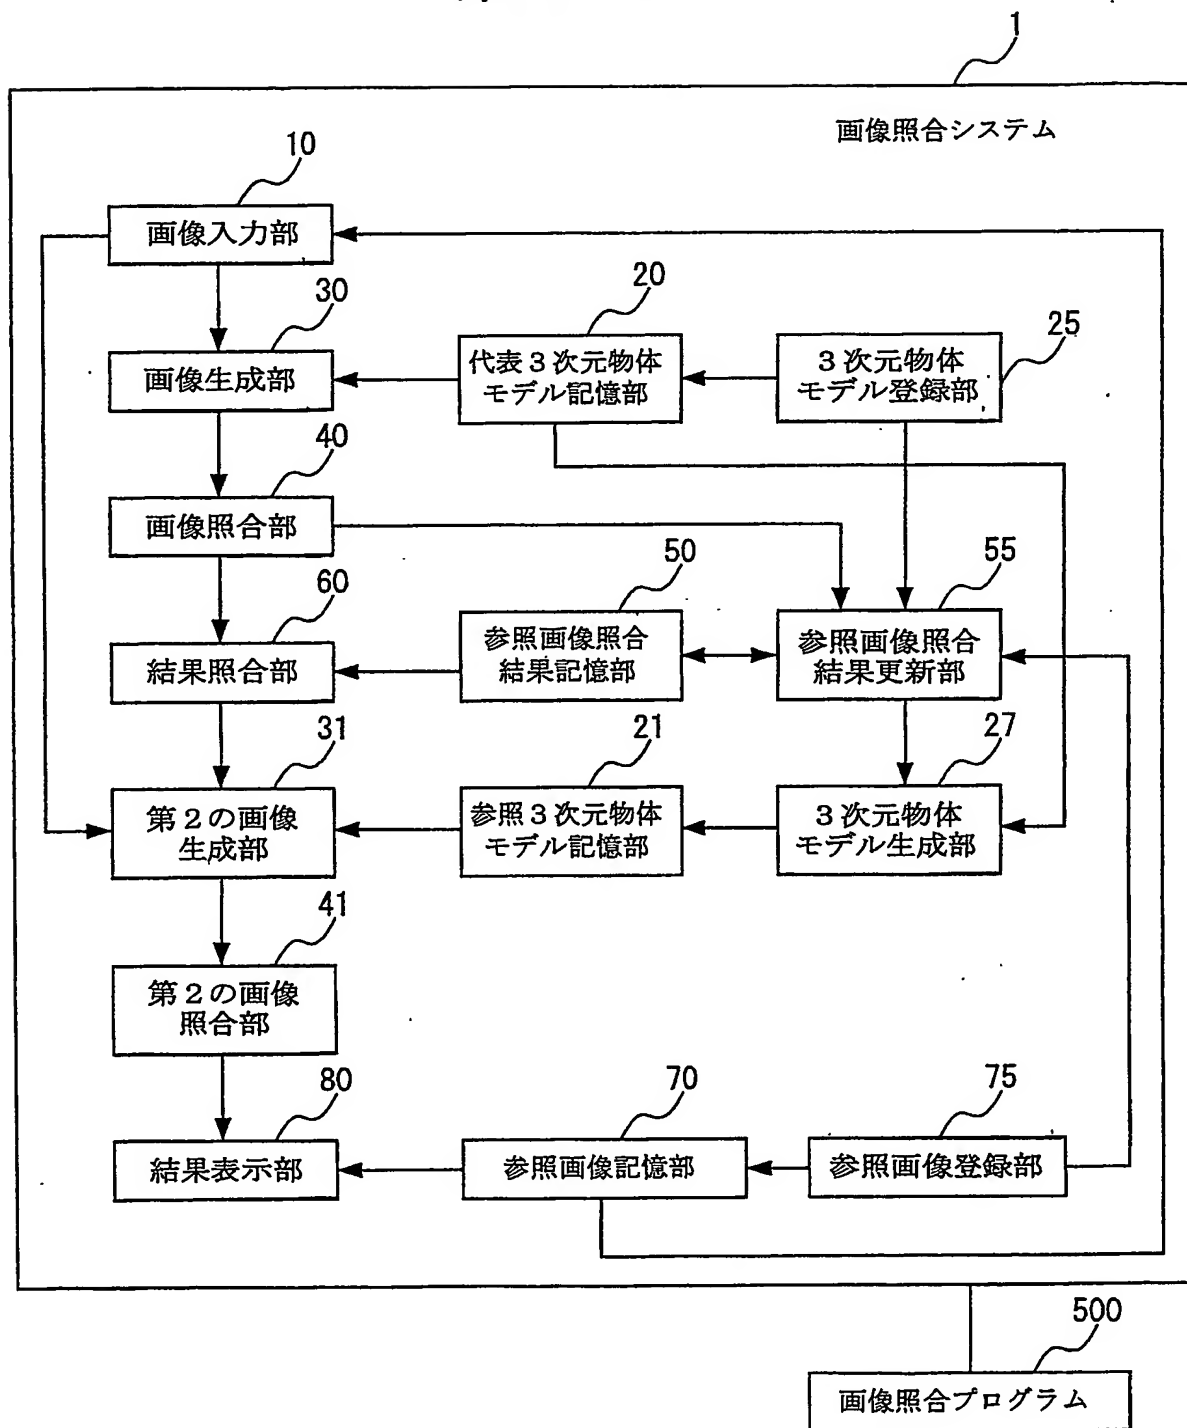 1
画像照合システム
10
画像入力部
30
画像生成部
20
代表3次元物体
モデル記憶部
25
3次元物体
モデル登録部
40
画像照合部
60
結果照合部
50
参照画像照合
結果記憶部
55
参照画像照合
結果更新部
31
第2の画像
生成部
21
参照3次元物体
モデル記憶部
27
3次元物体
モデル生成部
41
第2の画像
照合部
80
結果表示部
70
参照画像記憶部
75
参照画像登録部
500
画像照合プログラム